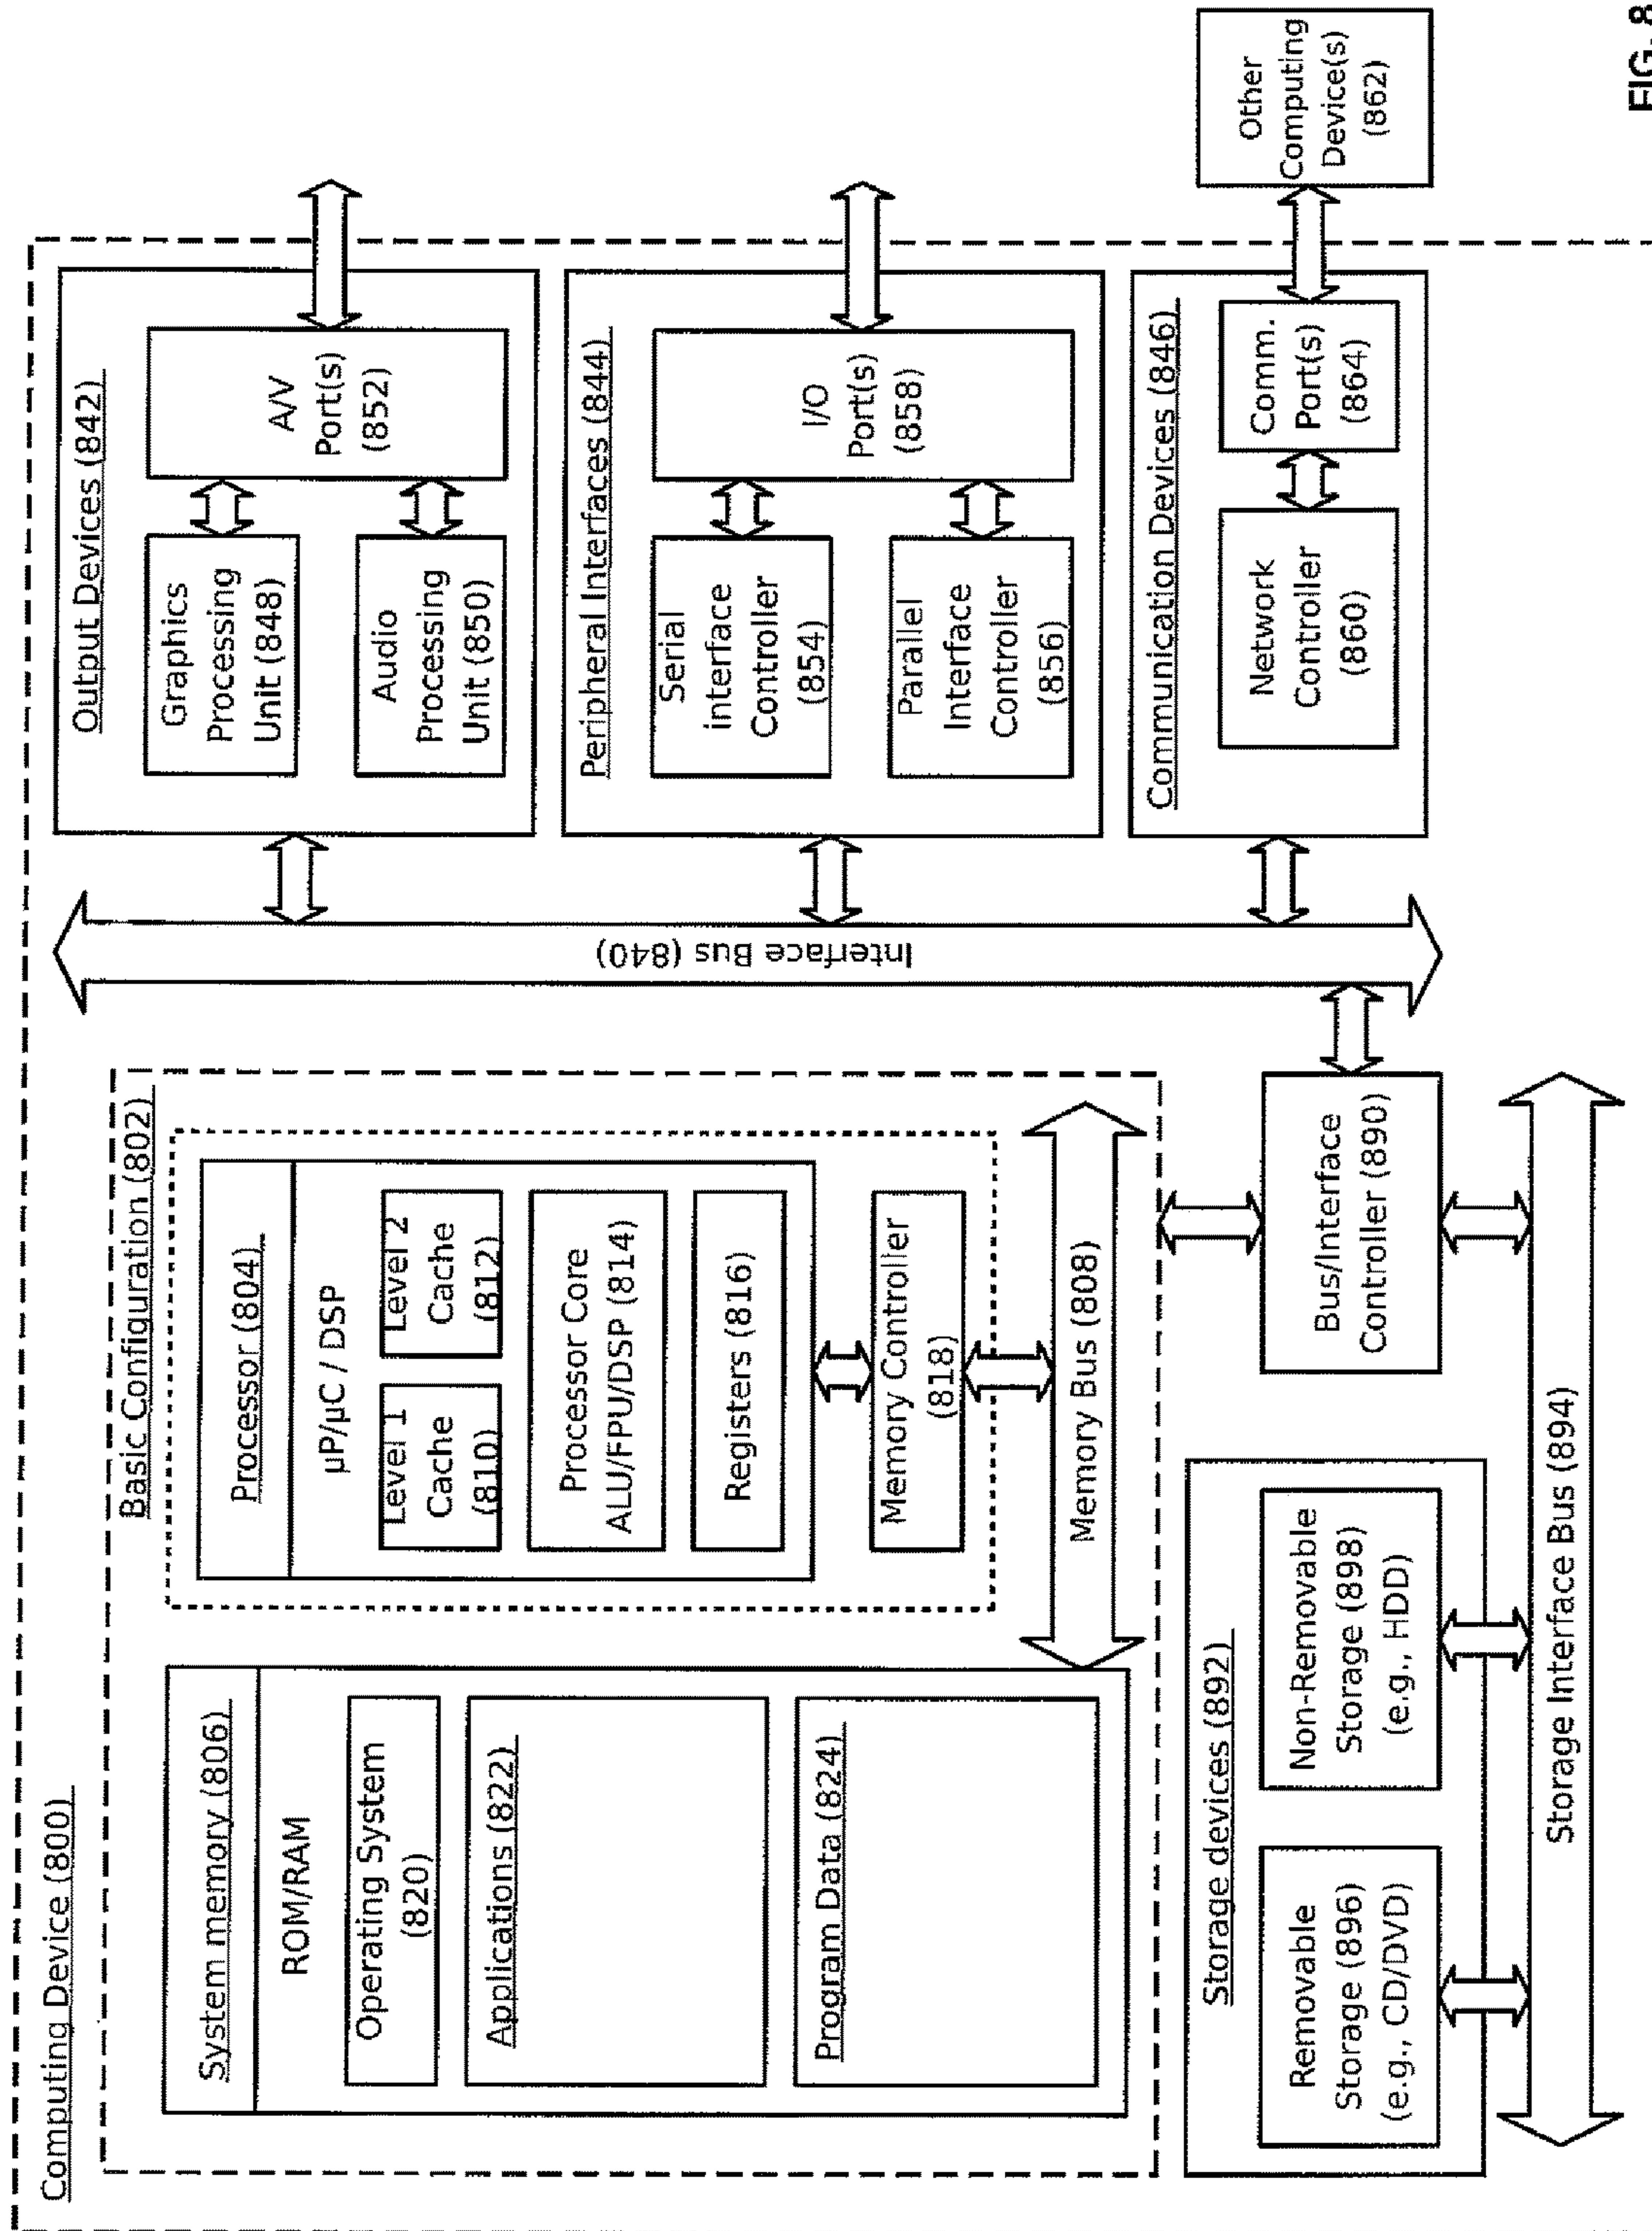 Computing Device (800)
Basic Configuration (802)
System memory (806)
ROM/RAM
Operating System
(820)
Applications (822)
Program Data (824)
Processor (804)
µP/µC / DSP
Level 1
Cache
(810)
Level 2
Cache
(812)
Processor Core
ALU/FPU/DSP (814)
Registers (816)
Memory Controller
(818)
Memory Bus (808)
Storage devices (892)
Removable
Storage (896)
(e.g., CD/DVD)
Non-Removable
Storage (898)
(e.g., HDD)
Bus/Interface
Controller (890)
Storage Interface Bus (894)
Interface Bus (840)
Output Devices (842)
Graphics
Processing
Unit (848)
Audio
Processing
Unit (850)
A/V
Port(s)
(852)
Peripheral Interfaces (844)
Serial
interface
Controller
(854)
Parallel
Interface
Controller
(856)
I/O
Port(s)
(858)
Communication Devices (846)
Network
Controller
(860)
Comm.
Port(s)
(864)
Other
Computing
Device(s)
(862)
FIG. 8